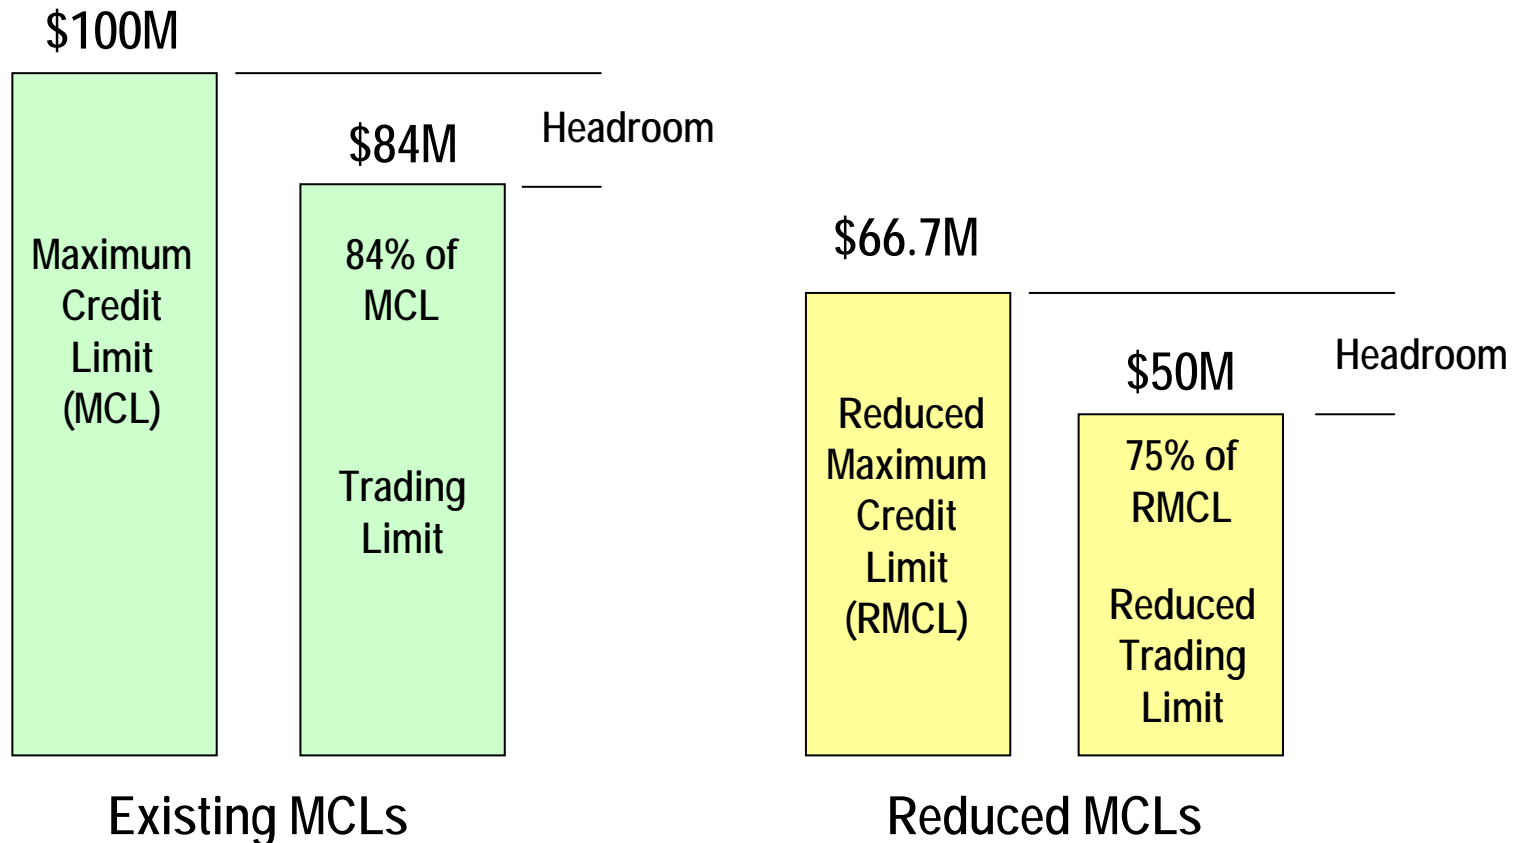 $100M
$84M
Headroom
Maximum
Credit
Limit
(MCL)
84% of
MCL
Trading
Limit
Existing MCLs
$66.7M
$50M
Headroom
Reduced
Maximum
Credit
Limit
(RMCL)
75% of
RMCL
Reduced
Trading
Limit
Reduced MCLs